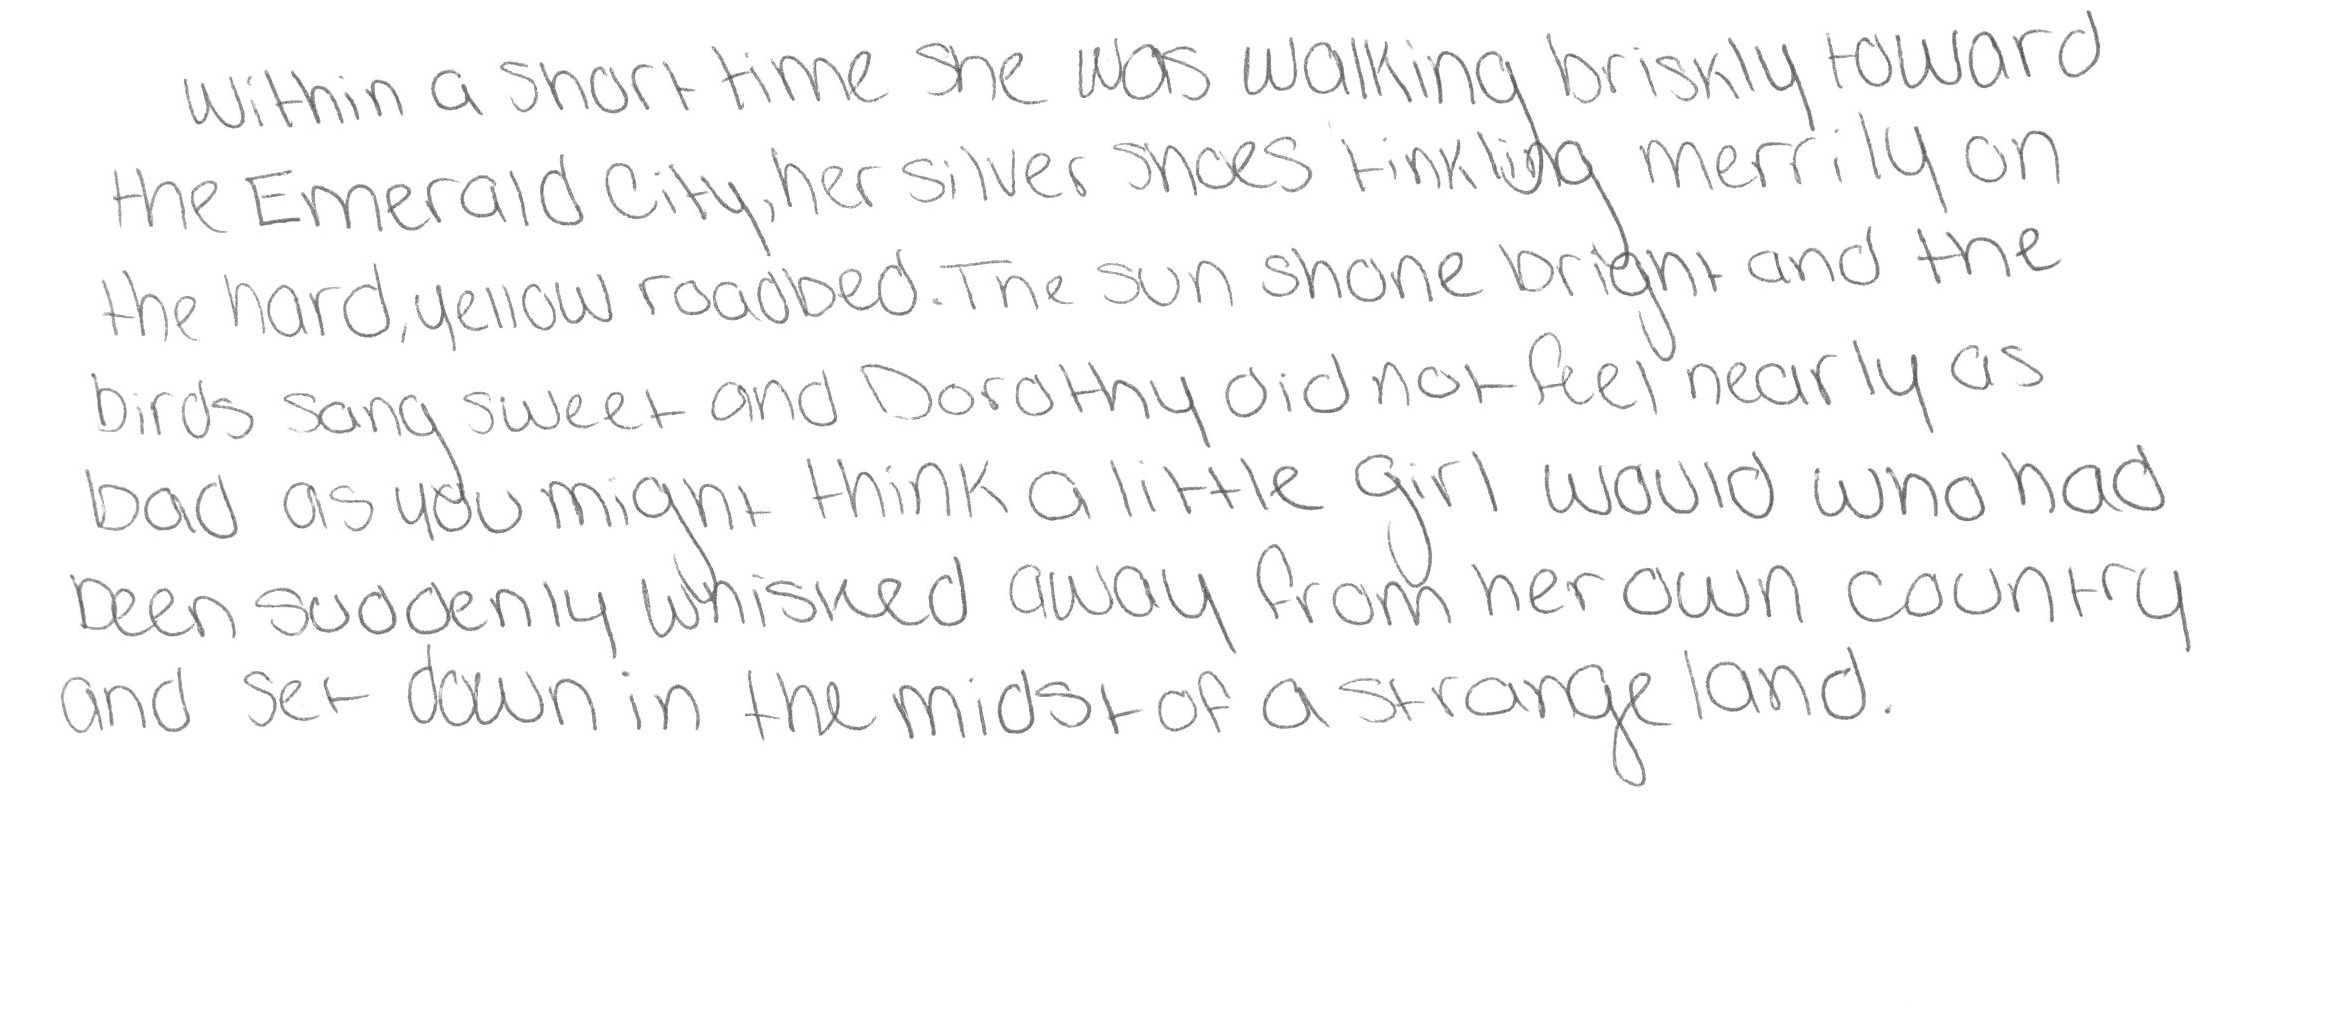 Within a short time she was walking briskly toward
the Emerald City, her silver shoes tinkling merrily on
the hard, yellow roadbed. The sun shone bright and the
birds sang sweet and Dorothy did not feel nearly as
bad as you might think a little girl would who had
been suddenly whisked away from her own country
and set down in the midst of a strange land.